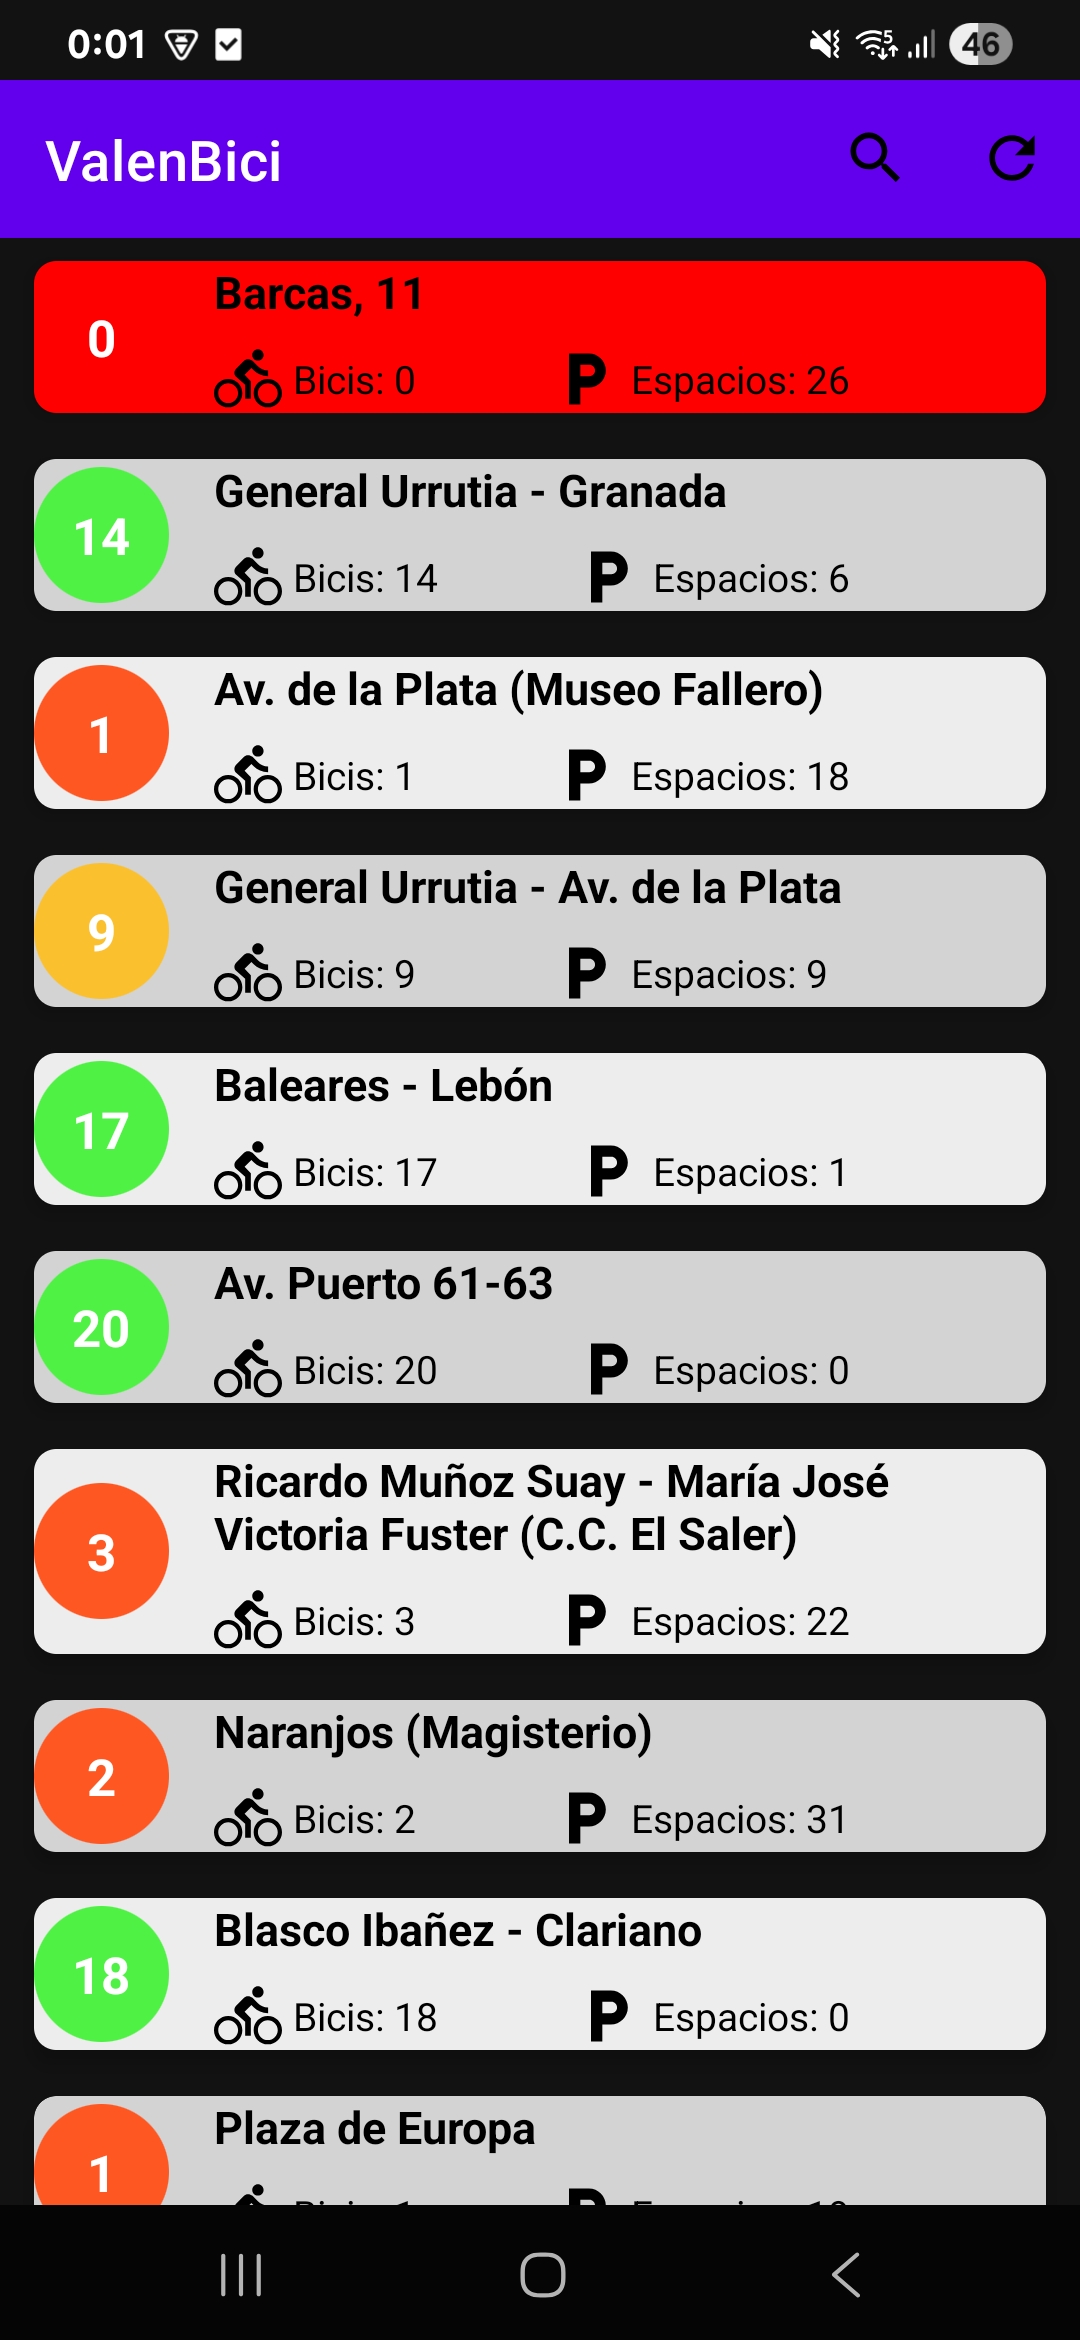 0:01
46
ValenBici
Barcas, 11
0
Bicis: 0
P Espacios: 26
General Urrutia - Granada
14
Bicis: 14
P Espacios: 6
Av. de la Plata (Museo Fallero)
1
Bicis: 1
P Espacios: 18
General Urrutia - Av. de la Plata
9
Bicis: 9
P Espacios: 9
Baleares - Lebón
17
Bicis: 17
P Espacios: 1
Av. Puerto 61-63
20
Bicis: 20
P Espacios: 0
Ricardo Muñoz Suay - María José
Victoria Fuster (C.C. El Saler)
3
Bicis: 3
P Espacios: 22
Naranjos (Magisterio)
2
Bicis: 2
P Espacios: 31
Blasco Ibañez - Clariano
18
Bicis: 18
P Espacios: 0
Plaza de Europa
1